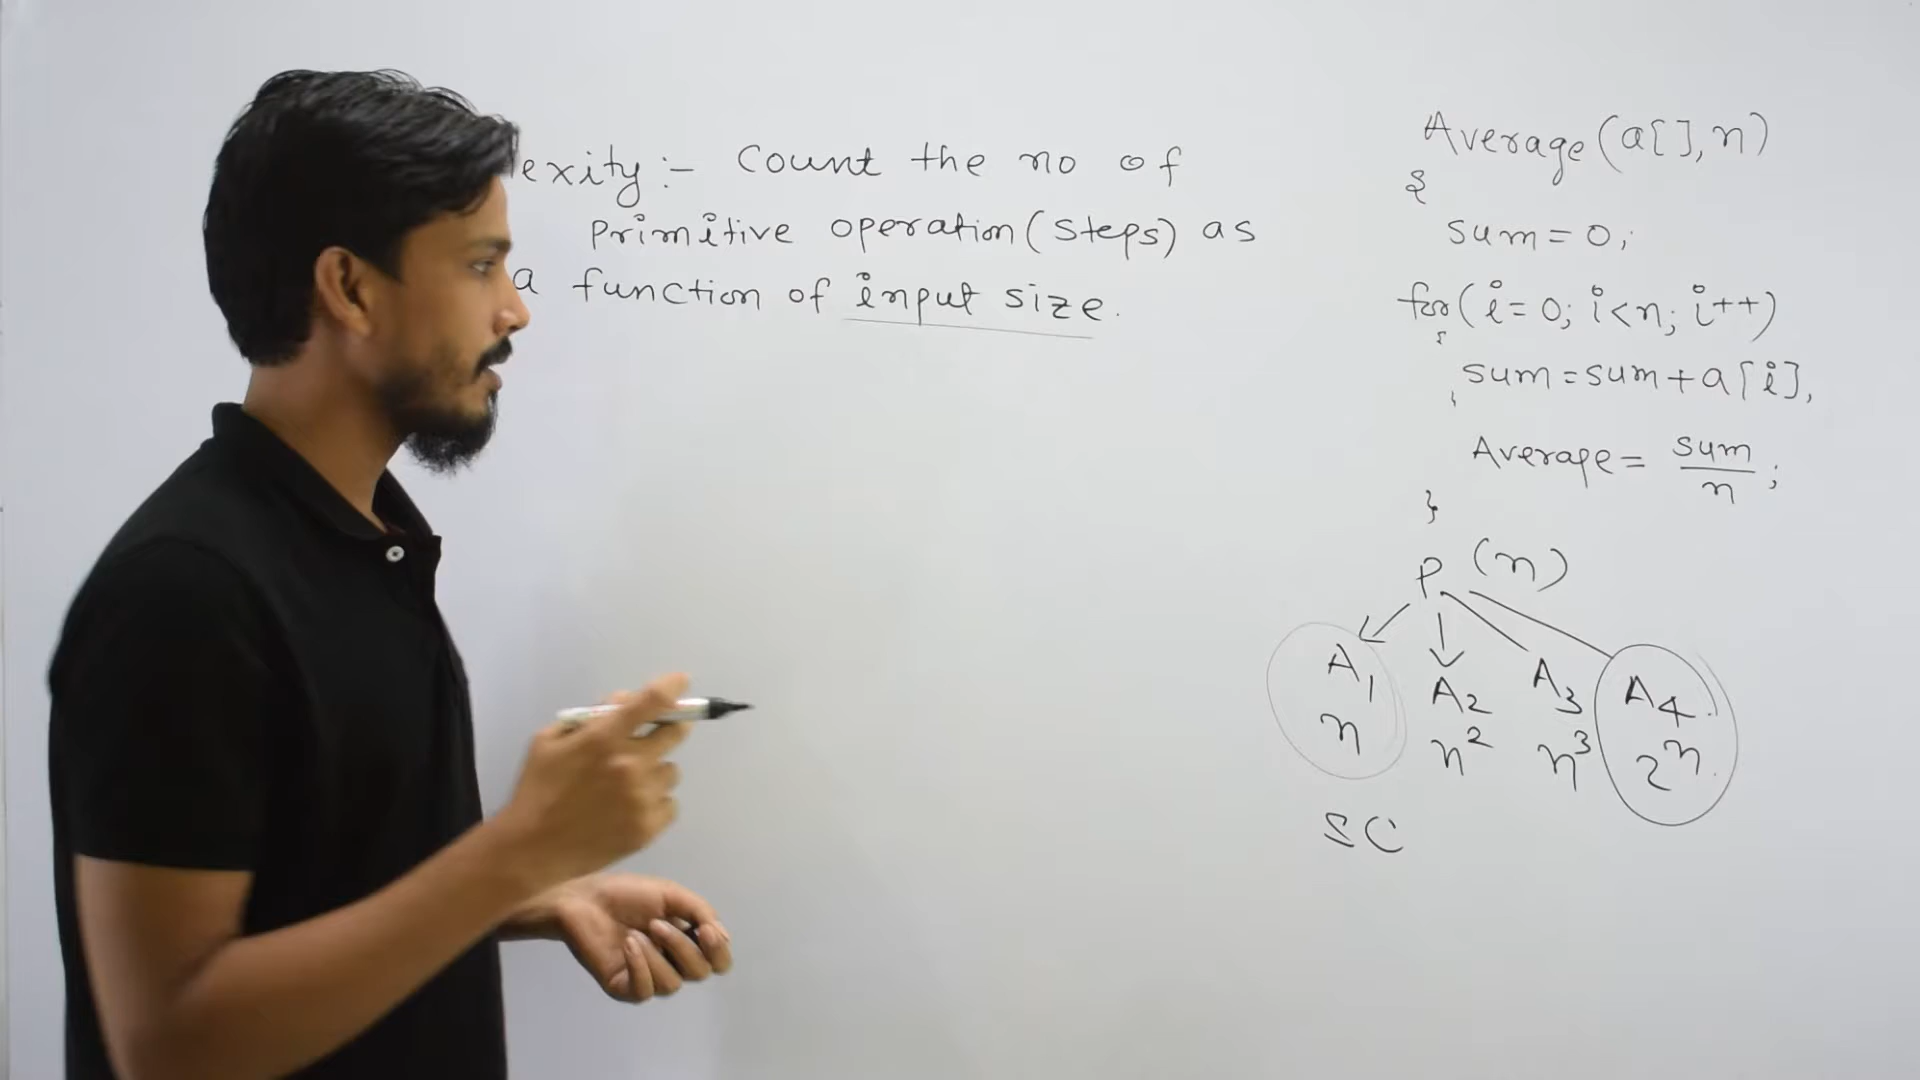 exity:- Count the no of
Primitive operation(steps) as
a function of input size.
Average(a[],n)
{
sum=0;
for(i=0; i<n; i++)
{
sum=sum+a[i],
Average= sum/n;
}
P (n)
A1 A2 A3 A4
n n² n³ 2ⁿ
SC